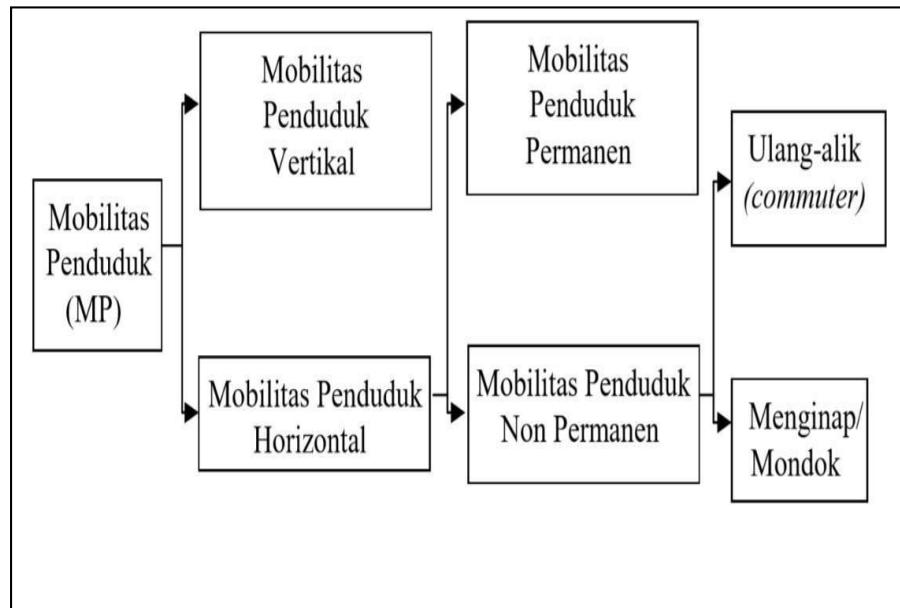 Mobilitas
Penduduk
(MP)
Mobilitas
Penduduk
Vertikal
Mobilitas Penduduk
Horizontal
Mobilitas
Penduduk
Permanen
Mobilitas Penduduk
Non Permanen
Ulang-alik
(commuter)
Menginap/
Mondok